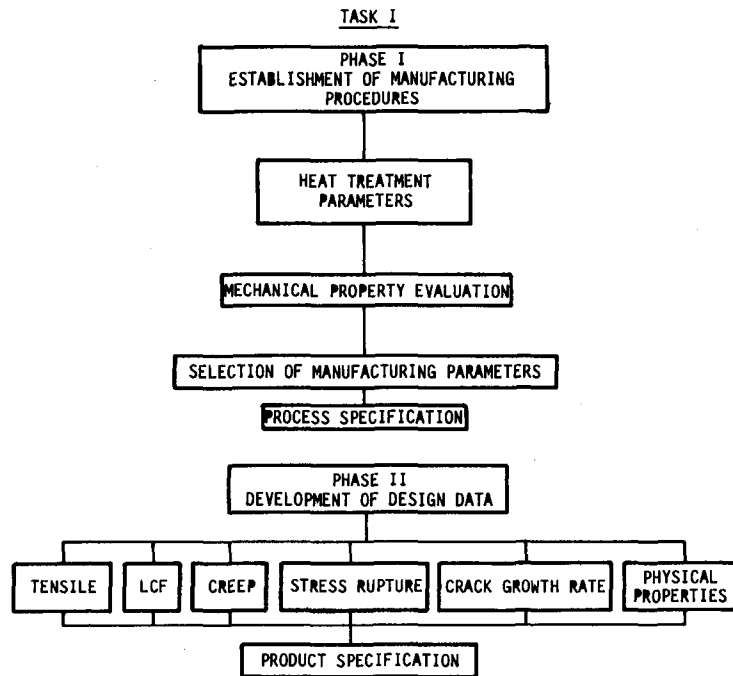 TASK I
PHASE I
ESTABLISHMENT OF MANUFACTURING
PROCEDURES
HEAT TREATMENT
PARAMETERS
MECHANICAL PROPERTY EVALUATION
SELECTION OF MANUFACTURING PARAMETERS
PROCESS SPECIFICATION
PHASE II
DEVELOPMENT OF DESIGN DATA
TENSILE
LCF
CREEP
STRESS RUPTURE
CRACK GROWTH RATE
PHYSICAL
PROPERTIES
PRODUCT SPECIFICATION